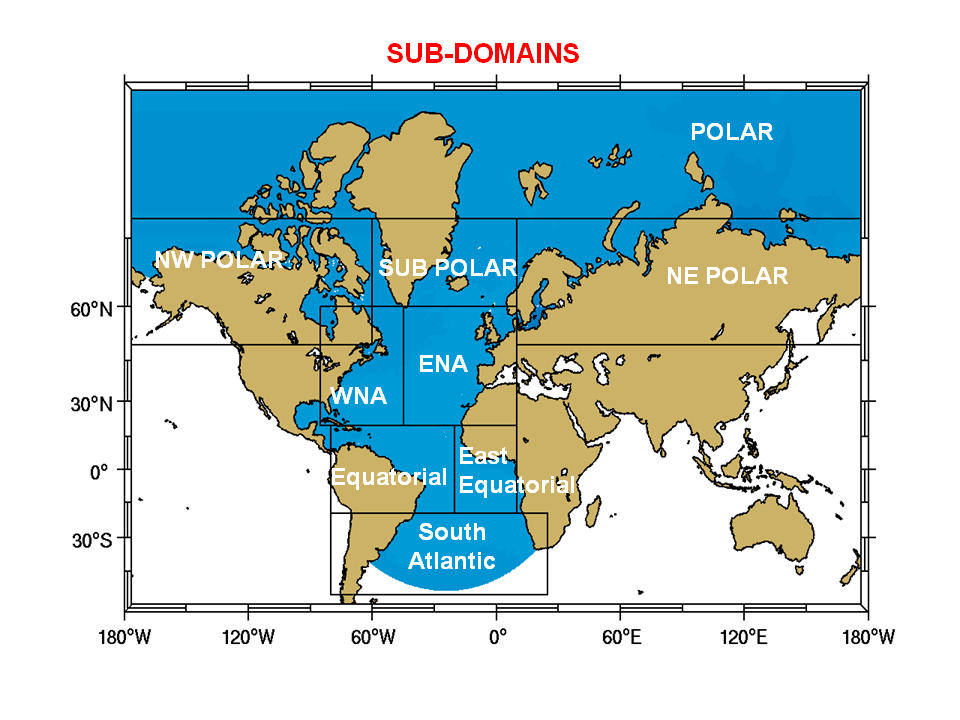 SUB-DOMAINS
POLAR
NW POLAR
SUB POLAR
NE POLAR
60°N
ENA
WNA
30°N
East
Equatorial
Equatorial
0°
South
Atlantic
30°S
180°W
120°W
60°W
0°
60°E
120°E
180°W